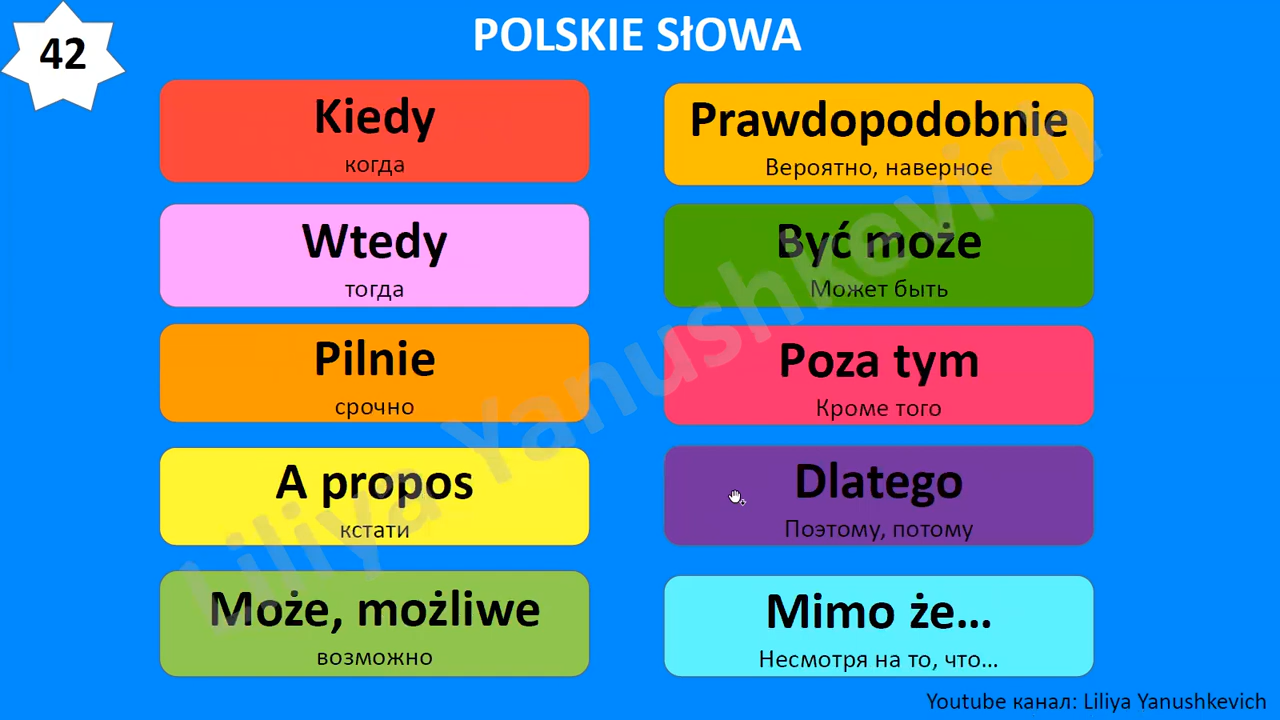 42
POLSKIE SŁOWA
Kiedy
когда
Wtedy
тогда
Pilnie
срочно
A propos
кстати
Może, możliwe
возможно
Prawdopodobnie
Вероятно, наверное
Być może
Может быть
Poza tym
Кроме того
Dlatego
Поэтому, потому
Mimo że...
Несмотря на то, что...
Liliya Yanushkevich
Youtube канал: Liliya Yanushkevich